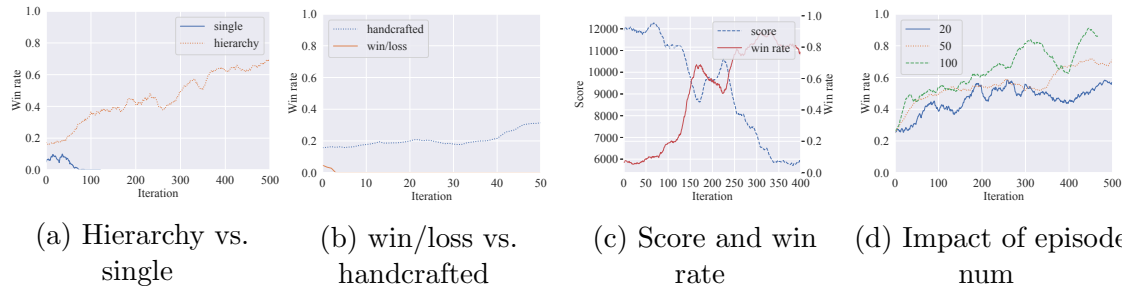 1.0
0.8
0.6
0.4
0.2
0.0
Win rate
single
hierarchy
0 100 200 300 400 500
Iteration
(a) Hierarchy vs.
single
1.0
0.8
0.6
0.4
0.2
0.0
Win rate
handcrafted
win/loss
0 10 20 30 40 50
Iteration
(b) win/loss vs.
handcrafted
12000
11000
10000
9000
8000
7000
6000
Score
score
win rate
1.0
0.8
0.6
0.4
0.2
0.0
Win rate
0 50 100 150 200 250 300 350 400
Iteration
(c) Score and win
rate
1.0
0.8
0.6
0.4
0.2
0.0
Win rate
20
50
100
0 100 200 300 400 500
Iteration
(d) Impact of episode
num